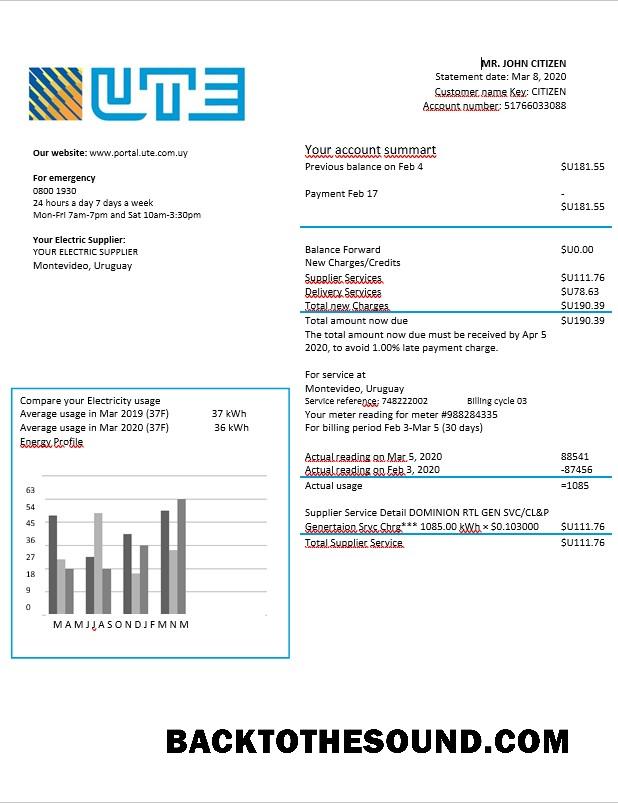 UTE
MR. JOHN CITIZEN
Statement date: Mar 8, 2020
Customer name Key: CITIZEN
Account number: 51766033088
Our website: www.portal.ute.com.uy
For emergency
0800 1930
24 hours a day 7 days a week
Mon-Fri 7am-7pm and Sat 10am-3:30pm
Your Electric Supplier:
YOUR ELECTRIC SUPPLIER
Montevideo, Uruguay
Your account summart
Previous balance on Feb 4 $U181.55
Payment Feb 17 -
$U181.55
Balance Forward $U0.00
New Charges/Credits
Supplier Services $U111.76
Delivery Services $U78.63
Total new Charges $U190.39
Total amount now due $U190.39
The total amount now due must be received by Apr 5
2020, to avoid 1.00% late payment charge.
For service at
Montevideo, Uruguay
Service reference: 748222002 Billing cycle 03
Your meter reading for meter #988284335
For billing period Feb 3-Mar 5 (30 days)
Actual reading on Mar 5, 2020 88541
Actual reading on Feb 3, 2020 -87456
Actual usage =1085
Supplier Service Detail DOMINION RTL GEN SVC/CL&P
Genertaion Srvc Chrg*** 1085.00 kWh × $0.103000 $U111.76
Total Supplier Service $U111.76
Compare your Electricity usage
Average usage in Mar 2019 (37F) 37 kWh
Average usage in Mar 2020 (37F) 36 kWh
Energy Profile
63
54
45
36
27
18
9
0
M A M J J A S O N D J F M N M
BACKTOTHESOUND.COM